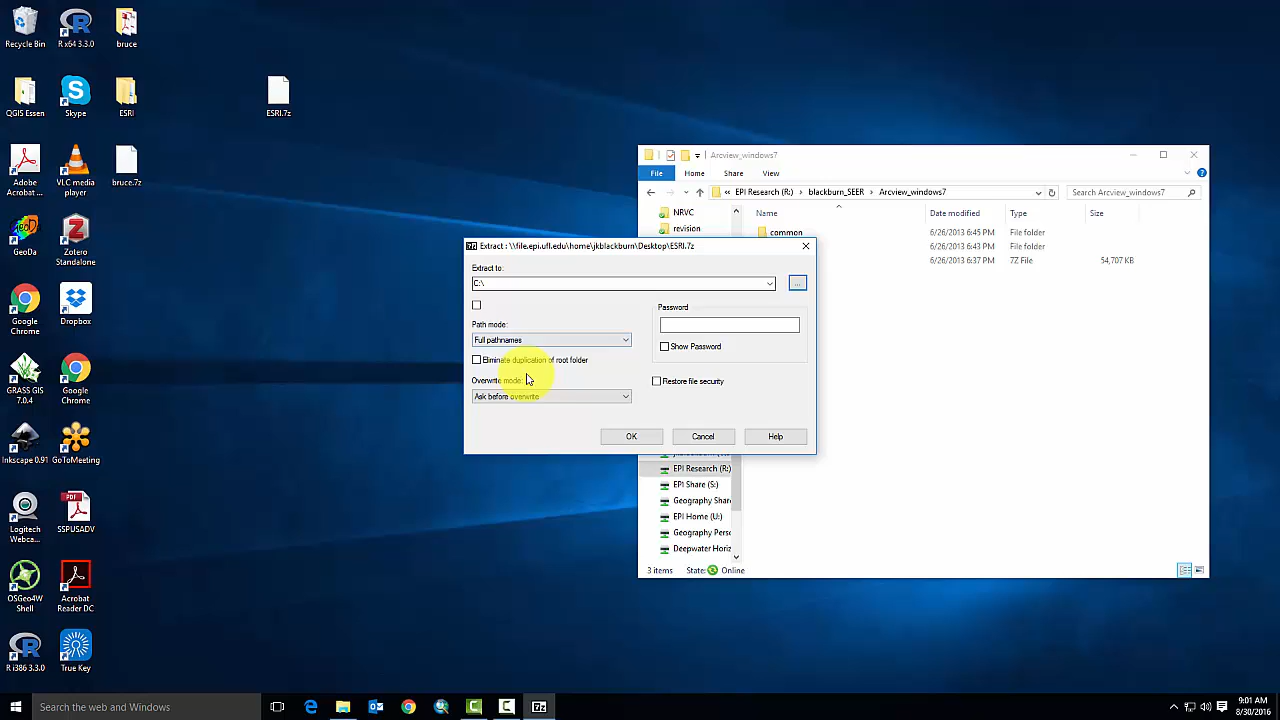 Recycle Bin
R x64 3.3.0
bruce
QGIS Essen
Skype
ESRI
ESRI.7z
Adobe
Acrobat ...
VLC media
player
bruce.7z
GeoDa
Zotero
Standalone
Google
Chrome
Dropbox
GRASS GIS
7.0.4
Google
Chrome
Inkscape 0.91
GoToMeeting
Logitech
Webca...
SSPUSADV
OSGeo4W
Shell
Acrobat
Reader DC
R i386 3.3.0
True Key
Arcview_windows7
File Home Share View
« EPI Research (R:) › blackburn_SEER › Arcview_windows7
Search Arcview_windows7
Name Date modified Type Size
NRVC
revision
common 6/26/2013 6:45 PM File folder
6/26/2013 6:43 PM File folder
6/26/2013 6:37 PM 7Z File 54,707 KB
7z Extract : \\file.epi.ufl.edu\home\jkblackburn\Desktop\ESRI.7z
Extract to:
C:\
...
Path mode:
Full pathnames
Eliminate duplication of root folder
Overwrite mode:
Ask before overwrite
Password
Show Password
Restore file security
OK Cancel Help
EPI Research (R:)
EPI Share (S:)
Geography Share
EPI Home (U:)
Geography Perso
Deepwater Horiz
3 items State: Online
Search the web and Windows
7z
9:01 AM
8/30/2016